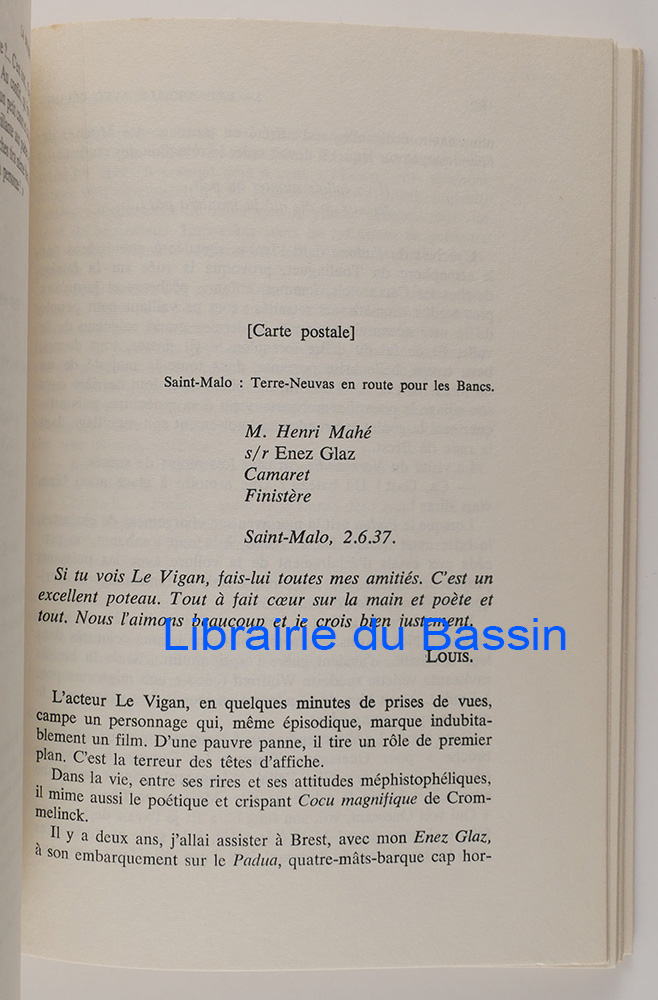 [Carte postale]
Saint-Malo : Terre-Neuvas en route pour les Bancs.
M. Henri Mahé
s/r Enez Glaz
Camaret
Finistère
Saint-Malo, 2.6.37.
Si tu vois Le Vigan, fais-lui toutes mes amitiés. C'est un
excellent poteau. Tout à fait cœur sur la main et poète et
tout. Nous l'aimons beaucoup et je crois bien justement.
Librairie du Bassin
LOUIS.
L'acteur Le Vigan, en quelques minutes de prises de vues,
campe un personnage qui, même épisodique, marque indubita-
blement un film. D'une pauvre panne, il tire un rôle de premier
plan. C'est la terreur des têtes d'affiche.
Dans la vie, entre ses rires et ses attitudes méphistophéliques,
il mime aussi le poétique et crispant Cocu magnifique de Crom-
melinck.
Il y a deux ans, j'allai assister à Brest, avec mon Enez Glaz,
à son embarquement sur le Padua, quatre-mâts-barque cap hor-